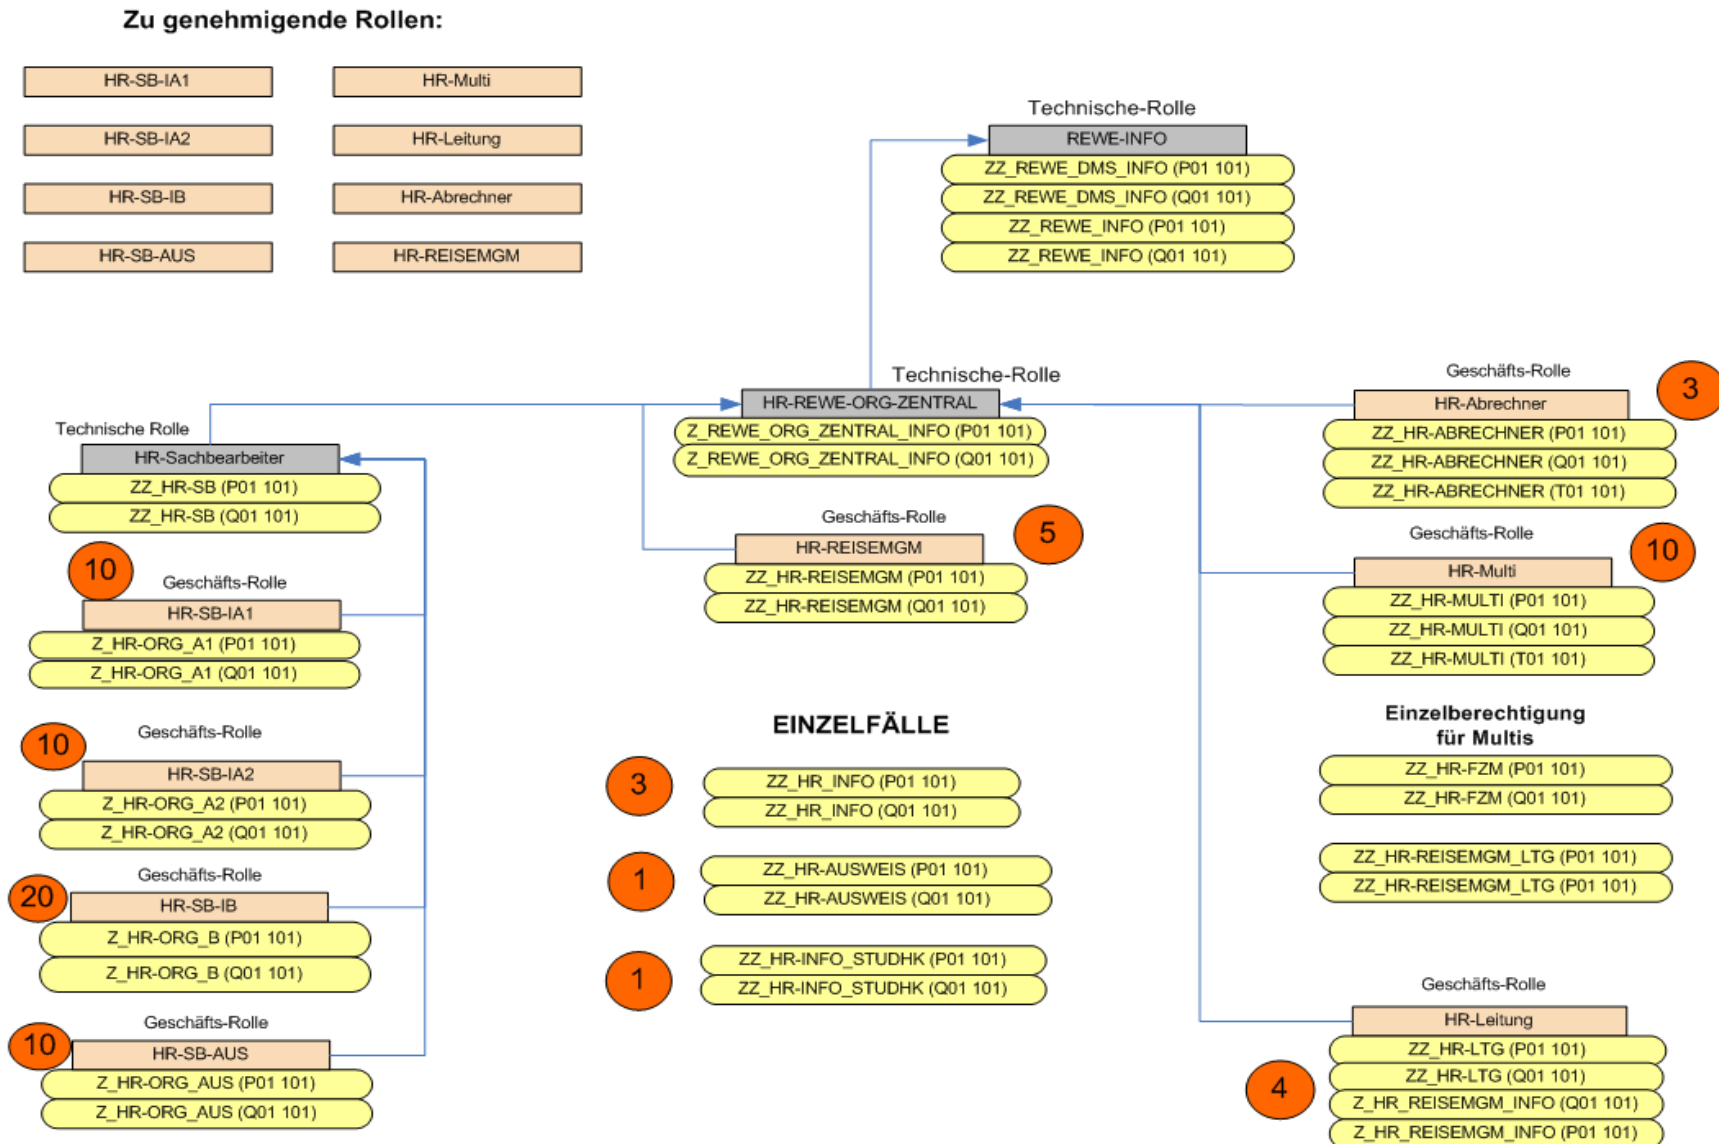 Zu genehmigende Rollen:
HR-SB-IA1
HR-Multi
HR-SB-IA2
HR-Leitung
HR-SB-IB
HR-Abrechner
HR-SB-AUS
HR-REISEMGM
Technische-Rolle
REWE-INFO
ZZ_REWE_DMS_INFO (P01 101)
ZZ_REWE_DMS_INFO (Q01 101)
ZZ_REWE_INFO (P01 101)
ZZ_REWE_INFO (Q01 101)
Technische-Rolle
HR-REWE-ORG-ZENTRAL
Z_REWE_ORG_ZENTRAL_INFO (P01 101)
Z_REWE_ORG_ZENTRAL_INFO (Q01 101)
Geschäfts-Rolle
3
HR-Abrechner
ZZ_HR-ABRECHNER (P01 101)
ZZ_HR-ABRECHNER (Q01 101)
ZZ_HR-ABRECHNER (T01 101)
Technische Rolle
HR-Sachbearbeiter
ZZ_HR-SB (P01 101)
ZZ_HR-SB (Q01 101)
Geschäfts-Rolle
5
HR-REISEMGM
ZZ_HR-REISEMGM (P01 101)
ZZ_HR-REISEMGM (Q01 101)
Geschäfts-Rolle
10
HR-Multi
ZZ_HR-MULTI (P01 101)
ZZ_HR-MULTI (Q01 101)
ZZ_HR-MULTI (T01 101)
10
Geschäfts-Rolle
HR-SB-IA1
Z_HR-ORG_A1 (P01 101)
Z_HR-ORG_A1 (Q01 101)
10
Geschäfts-Rolle
HR-SB-IA2
Z_HR-ORG_A2 (P01 101)
Z_HR-ORG_A2 (Q01 101)
20
Geschäfts-Rolle
HR-SB-IB
Z_HR-ORG_B (P01 101)
Z_HR-ORG_B (Q01 101)
10
Geschäfts-Rolle
HR-SB-AUS
Z_HR-ORG_AUS (P01 101)
Z_HR-ORG_AUS (Q01 101)
EINZELFÄLLE
3
ZZ_HR_INFO (P01 101)
ZZ_HR_INFO (Q01 101)
1
ZZ_HR-AUSWEIS (P01 101)
ZZ_HR-AUSWEIS (Q01 101)
1
ZZ_HR-INFO_STUDHK (P01 101)
ZZ_HR-INFO_STUDHK (Q01 101)
Einzelberechtigung
für Multis
ZZ_HR-FZM (P01 101)
ZZ_HR-FZM (Q01 101)
ZZ_HR-REISEMGM_LTG (P01 101)
ZZ_HR-REISEMGM_LTG (P01 101)
Geschäfts-Rolle
HR-Leitung
4
ZZ_HR-LTG (P01 101)
ZZ_HR-LTG (Q01 101)
Z_HR_REISEMGM_INFO (Q01 101)
Z_HR_REISEMGM_INFO (P01 101)